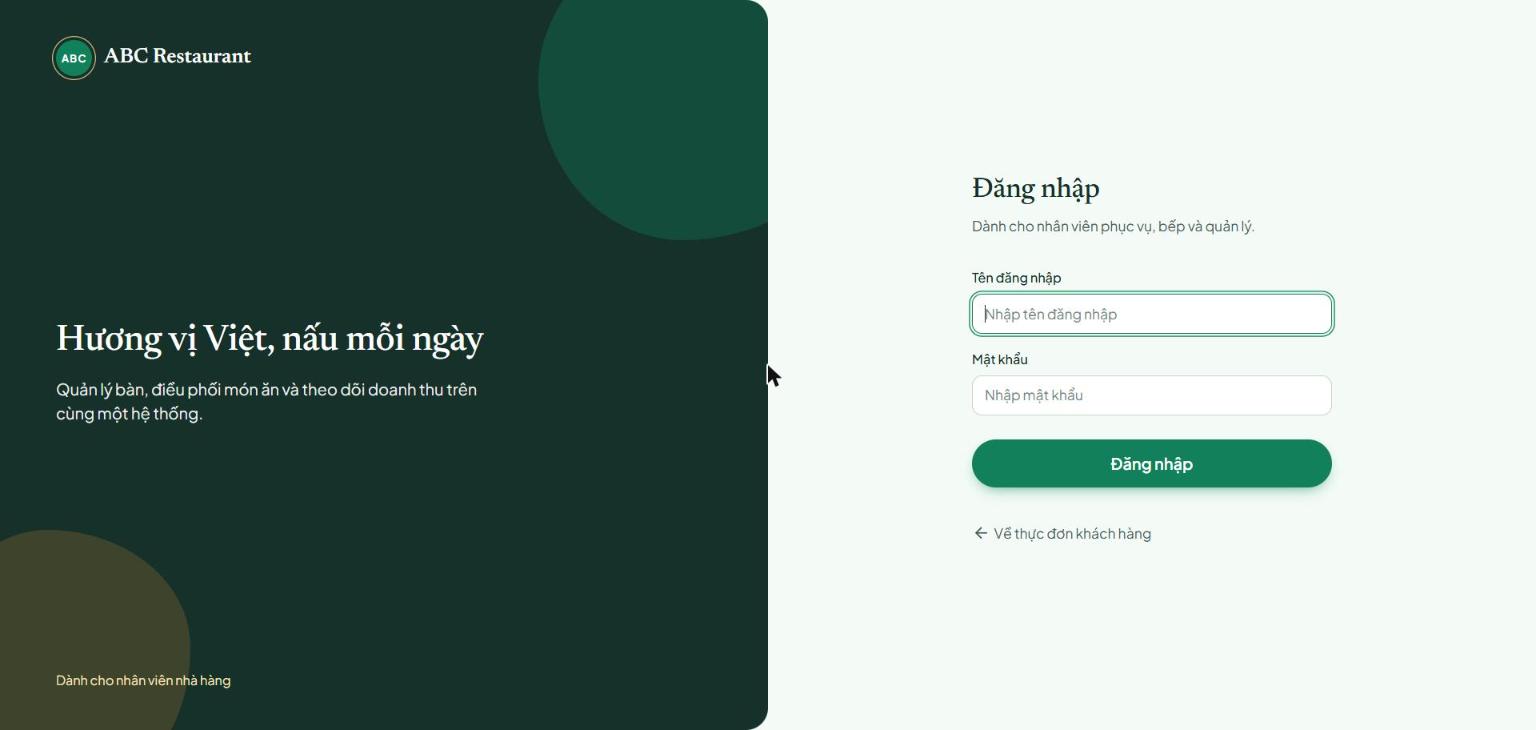 ABC
ABC Restaurant
Hương vị Việt, nấu mỗi ngày
Quản lý bàn, điều phối món ăn và theo dõi doanh thu trên
cùng một hệ thống.
Dành cho nhân viên nhà hàng
Đăng nhập
Dành cho nhân viên phục vụ, bếp và quản lý.
Tên đăng nhập
Nhập tên đăng nhập
Mật khẩu
Nhập mật khẩu
Đăng nhập
Về thực đơn khách hàng